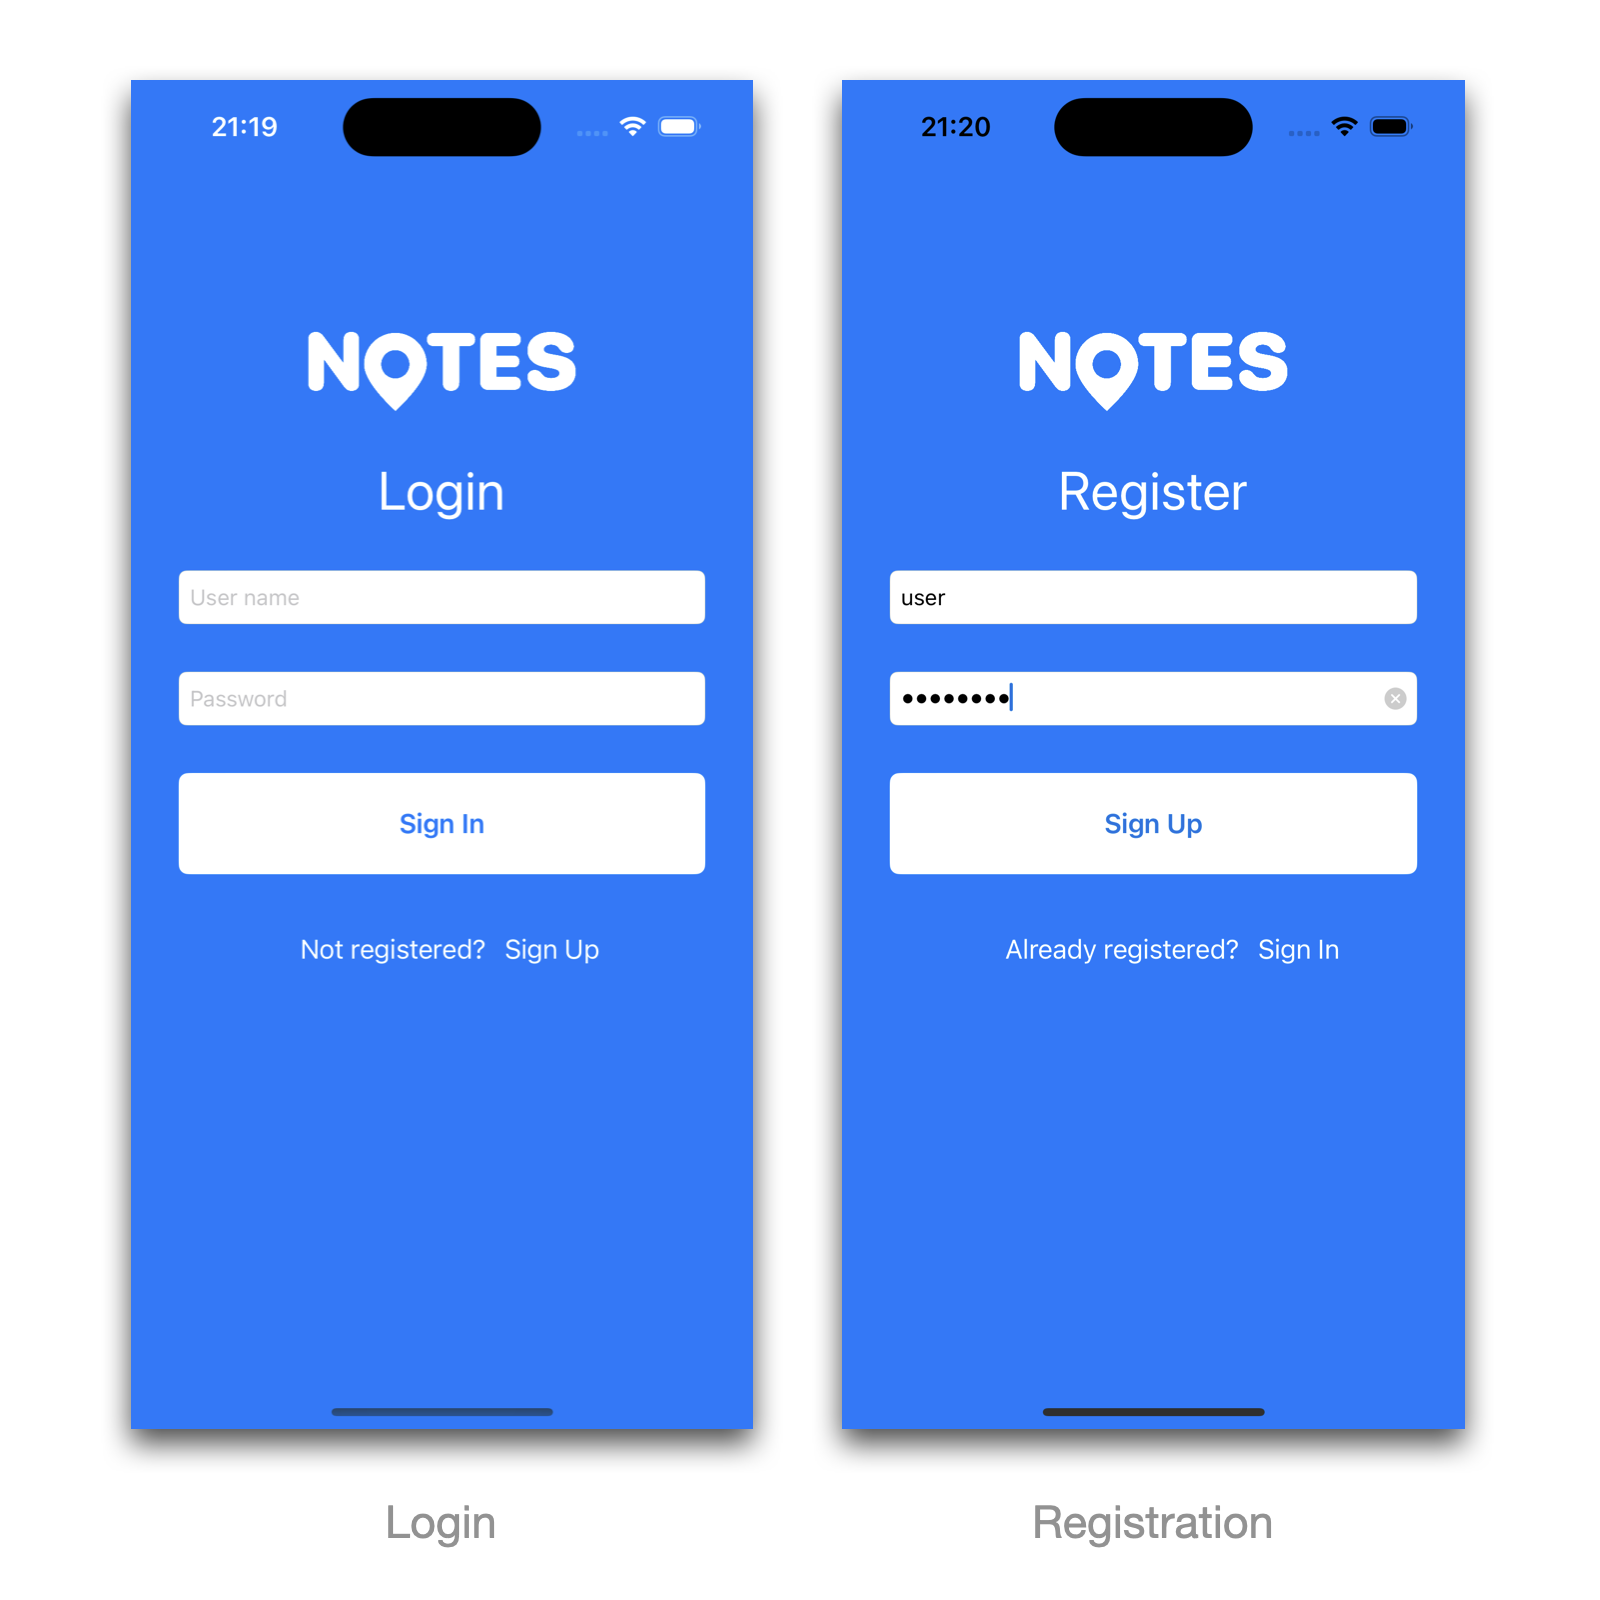 21:19
NOTES
Login
User name
Password
Sign In
Not registered? Sign Up
Login
21:20
NOTES
Register
user
••••••••
Sign Up
Already registered? Sign In
Registration